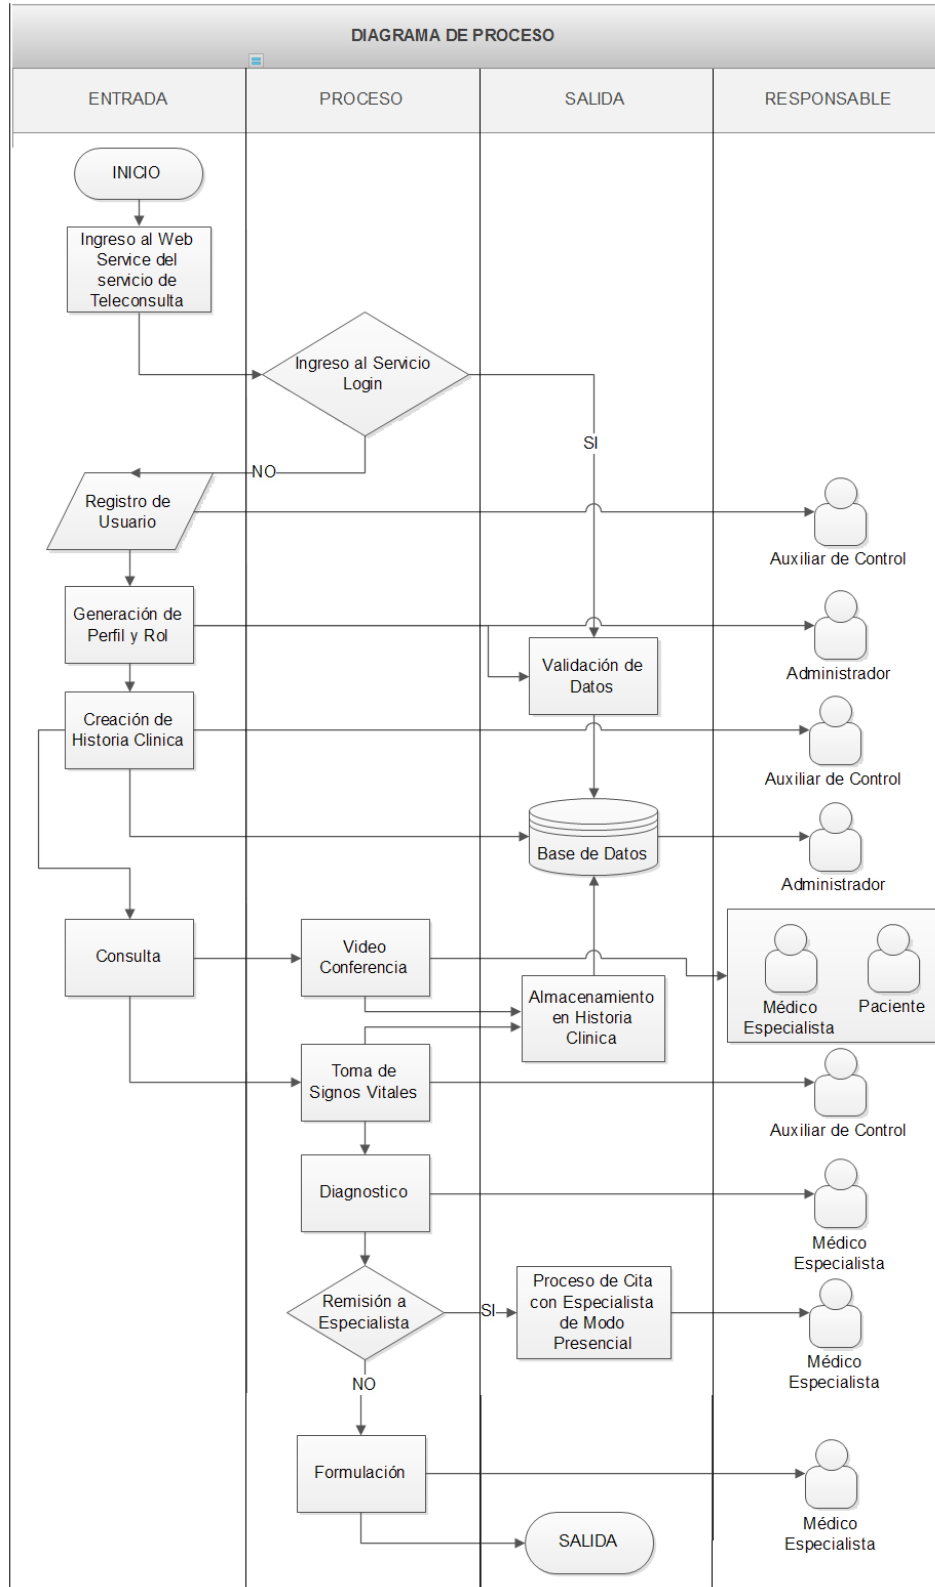 DIAGRAMA DE PROCESO
ENTRADA
PROCESO
SALIDA
RESPONSABLE
INICIO
Ingreso al Web
Service del
servicio de
Teleconsulta
Ingreso al Servicio
Login
SI
NO
Registro de
Usuario
Auxiliar de Control
Generación de
Perfil y Rol
Administrador
Validación de
Datos
Creación de
Historia Clinica
Auxiliar de Control
Base de Datos
Administrador
Consulta
Video
Conferencia
Almacenamiento
en Historia
Clinica
Médico
Especialista
Paciente
Toma de
Signos Vitales
Auxiliar de Control
Diagnostico
Médico
Especialista
Remisión a
Especialista
SI
Proceso de Cita
con Especialista
de Modo
Presencial
Médico
Especialista
NO
Formulación
Médico
Especialista
SALIDA